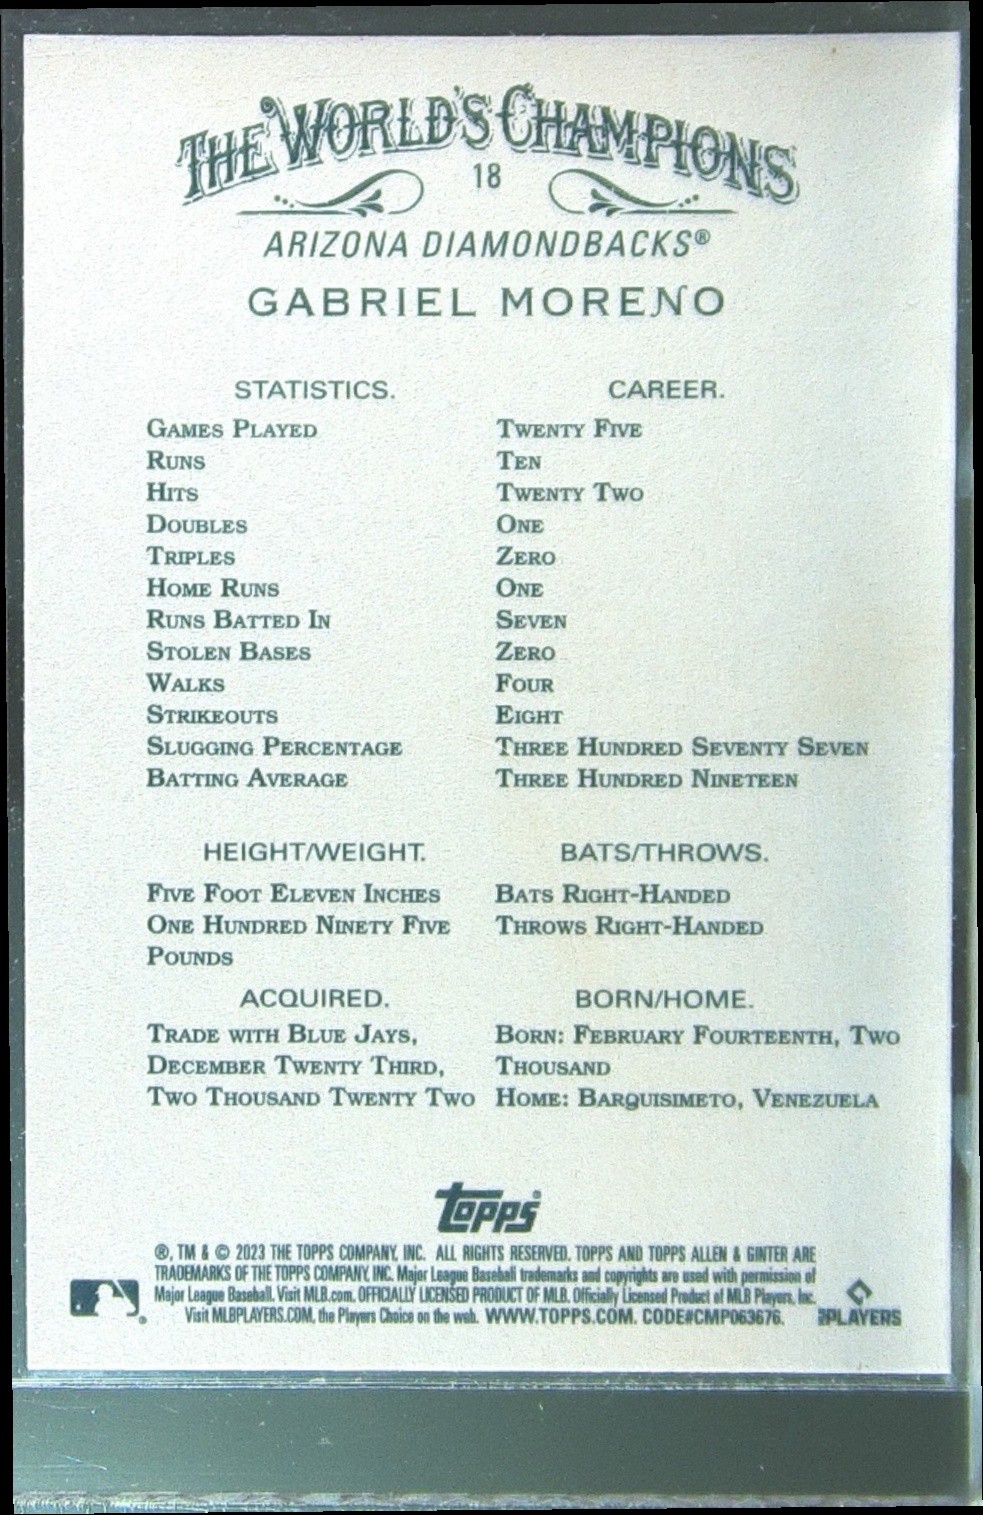 THE WORLD'S CHAMPIONS
18
ARIZONA DIAMONDBACKS®
GABRIEL MORENO
STATISTICS. CAREER.
GAMES PLAYED TWENTY FIVE
RUNS TEN
HITS TWENTY TWO
DOUBLES ONE
TRIPLES ZERO
HOME RUNS ONE
RUNS BATTED IN SEVEN
STOLEN BASES ZERO
WALKS FOUR
STRIKEOUTS EIGHT
SLUGGING PERCENTAGE THREE HUNDRED SEVENTY SEVEN
BATTING AVERAGE THREE HUNDRED NINETEEN
HEIGHT/WEIGHT. BATS/THROWS.
FIVE FOOT ELEVEN INCHES BATS RIGHT-HANDED
ONE HUNDRED NINETY FIVE THROWS RIGHT-HANDED
POUNDS
ACQUIRED. BORN/HOME.
TRADE WITH BLUE JAYS, BORN: FEBRUARY FOURTEENTH, TWO
DECEMBER TWENTY THIRD, THOUSAND
TWO THOUSAND TWENTY TWO HOME: BARQUISIMETO, VENEZUELA
topps®
®, TM & © 2023 THE TOPPS COMPANY, INC. ALL RIGHTS RESERVED. TOPPS AND TOPPS ALLEN & GINTER ARE
TRADEMARKS OF THE TOPPS COMPANY, INC. Major League Baseball trademarks and copyrights are used with permission of
Major League Baseball. Visit MLB.com. OFFICIALLY LICENSED PRODUCT OF MLB. Officially Licensed Product of MLB Players, Inc.
Visit MLBPLAYERS.COM, the Players Choice on the web. WWW.TOPPS.COM. CODE#CMP063676.
PLAYERS